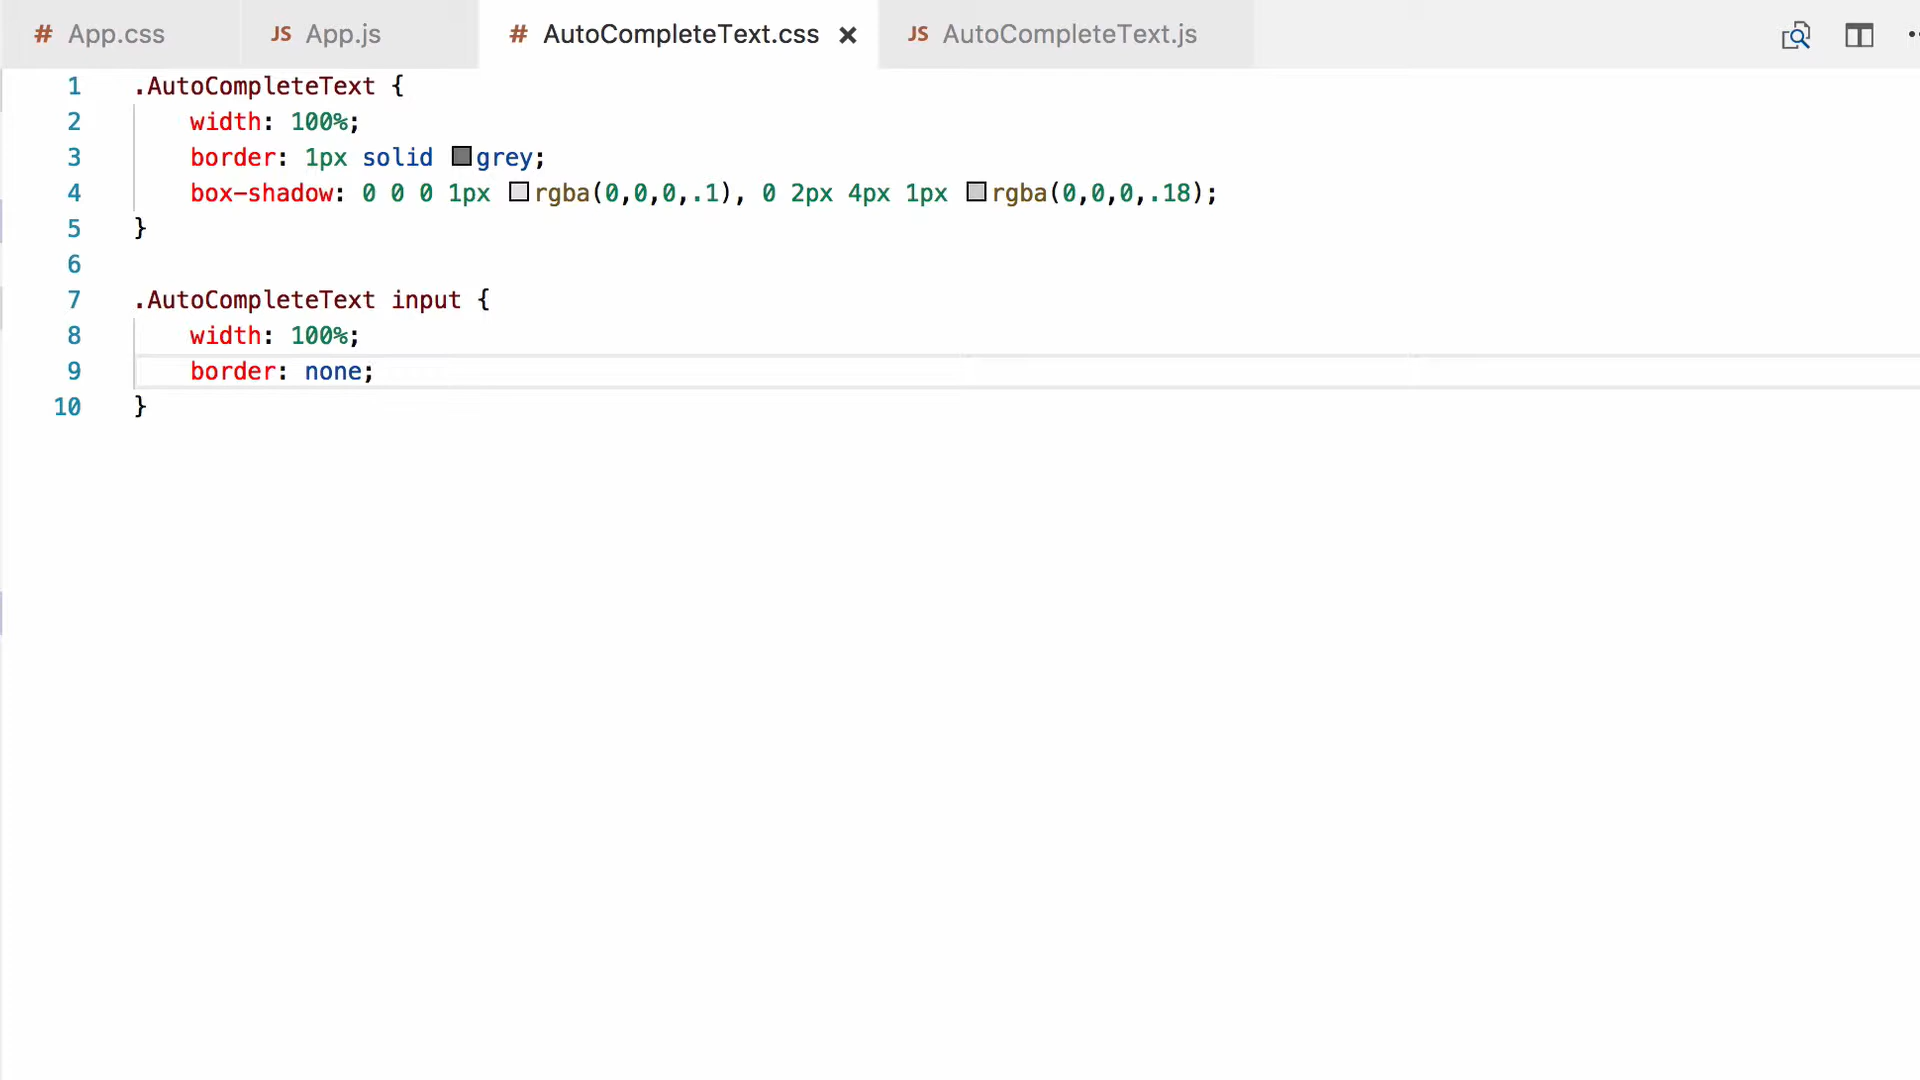 # App.css JS App.js # AutoCompleteText.css JS AutoCompleteText.js
1 .AutoCompleteText {
2 width: 100%;
3 border: 1px solid grey;
4 box-shadow: 0 0 0 1px rgba(0,0,0,.1), 0 2px 4px 1px rgba(0,0,0,.18);
5 }
6
7 .AutoCompleteText input {
8 width: 100%;
9 border: none;
10 }